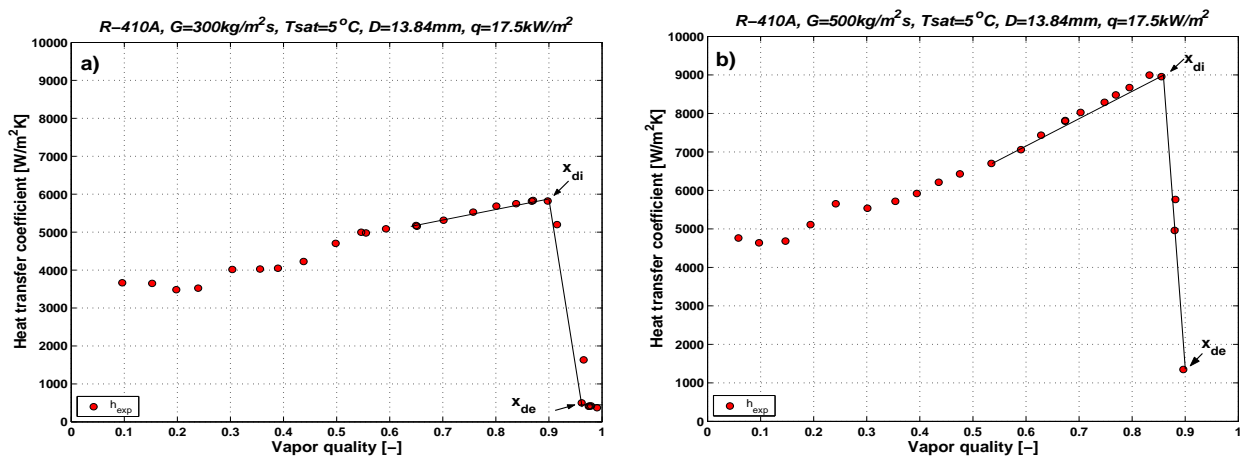 R−410A, G=300kg/m²s, Tsat=5°C, D=13.84mm, q=17.5kW/m²
a)
Heat transfer coefficient [W/m²K]
10000
9000
8000
7000
6000
5000
4000
3000
2000
1000
0
x_di
x_de
h_exp
0 0.1 0.2 0.3 0.4 0.5 0.6 0.7 0.8 0.9 1
Vapor quality [−]
R−410A, G=500kg/m²s, Tsat=5°C, D=13.84mm, q=17.5kW/m²
b)
Heat transfer coefficient [W/m²K]
10000
9000
8000
7000
6000
5000
4000
3000
2000
1000
0
x_di
x_de
h_exp
0 0.1 0.2 0.3 0.4 0.5 0.6 0.7 0.8 0.9 1
Vapor quality [−]